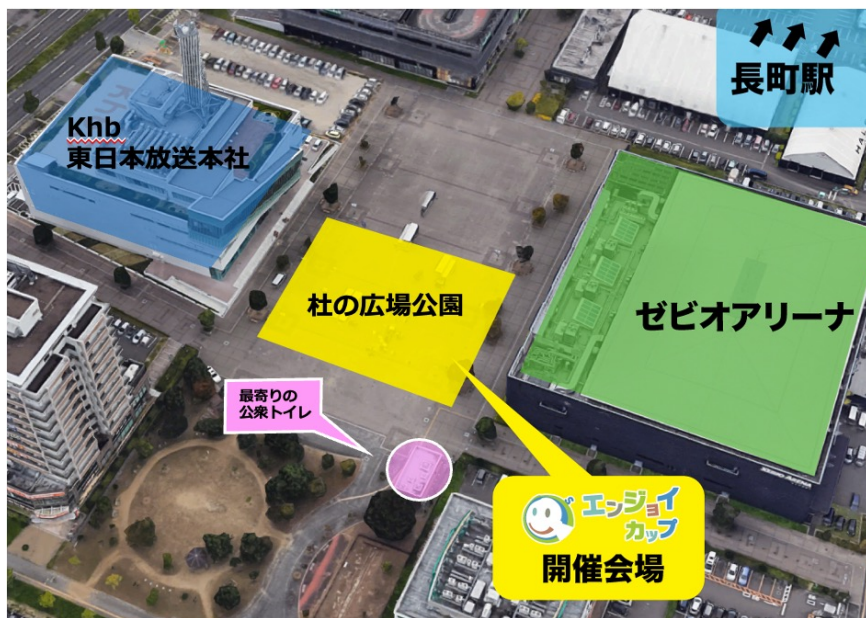 長町駅
Khb
東日本放送本社
杜の広場公園
ゼビオアリーナ
最寄りの
公衆トイレ
エンジョイ
カップ
開催会場
XEBIO ARENA